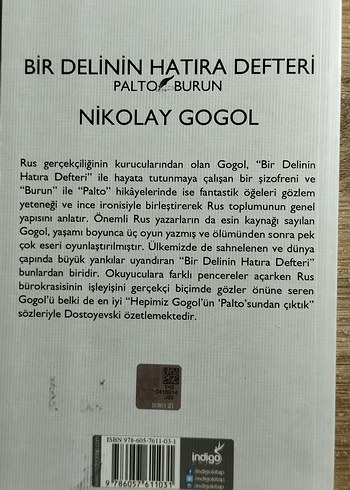 BİR DELİNİN HATIRA DEFTERİ
PALTO BURUN
NİKOLAY GOGOL
Rus gerçekçiliğinin kurucularından olan Gogol, “Bir Delinin
Hatıra Defteri” ile hayata tutunmaya çalışan bir şizofreni ve
“Burun” ile “Palto” hikâyelerinde ise fantastik öğeleri gözlem
yeteneği ve ince ironisiyle birleştirerek Rus toplumunun genel
yapısını anlatır. Önemli Rus yazarların da esin kaynağı sayılan
Gogol, yaşamı boyunca üç oyun yazmış ve ölümünden sonra pek
çok eseri oyunlaştırılmıştır. Ülkemizde de sahnelenen ve dünya
çapında büyük yankılar uyandıran “Bir Delinin Hatıra Defteri”
bunlardan biridir. Okuyuculara farklı pencereler açarken Rus
bürokrasisinin işleyişini gerçekçi biçimde gözler önüne seren
Gogol’ü belki de en iyi “Hepimiz Gogol’ün ‘Palto’sundan çıktık”
sözleriyle Dostoyevski özetlemektedir.
ISBN 978-605-7611-03-1
9 786057 611031
indigo